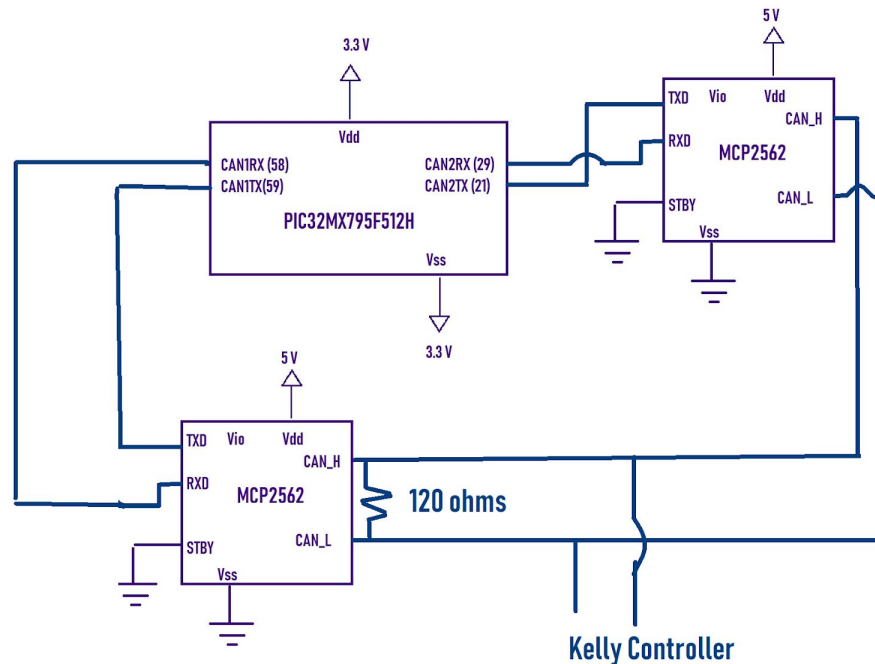 5 V
3.3 V
TXD Vio Vdd
CAN_H
RXD
MCP2562
CAN_L
STBY
Vss
Vdd
CAN1RX (58) CAN2RX (29)
CAN1TX(59) CAN2TX (21)
PIC32MX795F512H
Vss
3.3 V
5 V
TXD Vio Vdd
CAN_H
RXD
MCP2562
120 ohms
STBY CAN_L
Vss
Kelly Controller